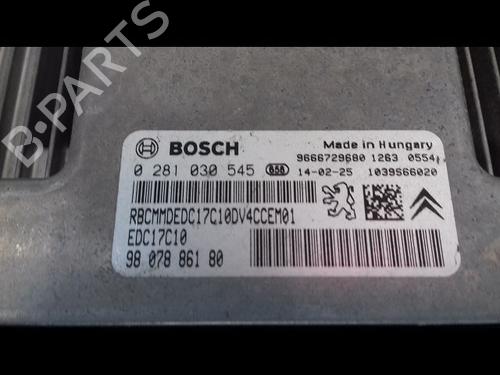 B-PARTS
BOSCH
Made in Hungary
0 281 030 545 658
9666729680 1263 0554
14-02-25 1039S66020
RBCMMDEDC17C10DV4CCEM01
EDC17C10
98 078 861 80